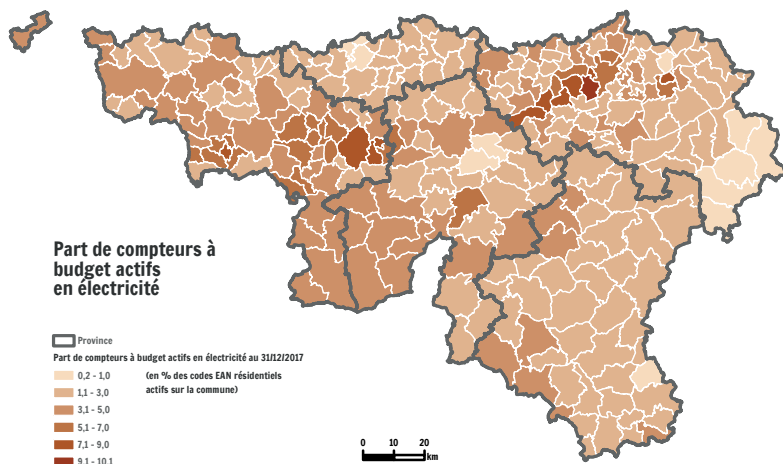 Part de compteurs à
budget actifs
en électricité
Province
Part de compteurs à budget actifs en électricité au 31/12/2017
0,2 - 1,0 (en % des codes EAN résidentiels
1,1 - 3,0 actifs sur la commune)
3,1 - 5,0
5,1 - 7,0
7,1 - 9,0
9,1 - 10,1
0 10 20
km